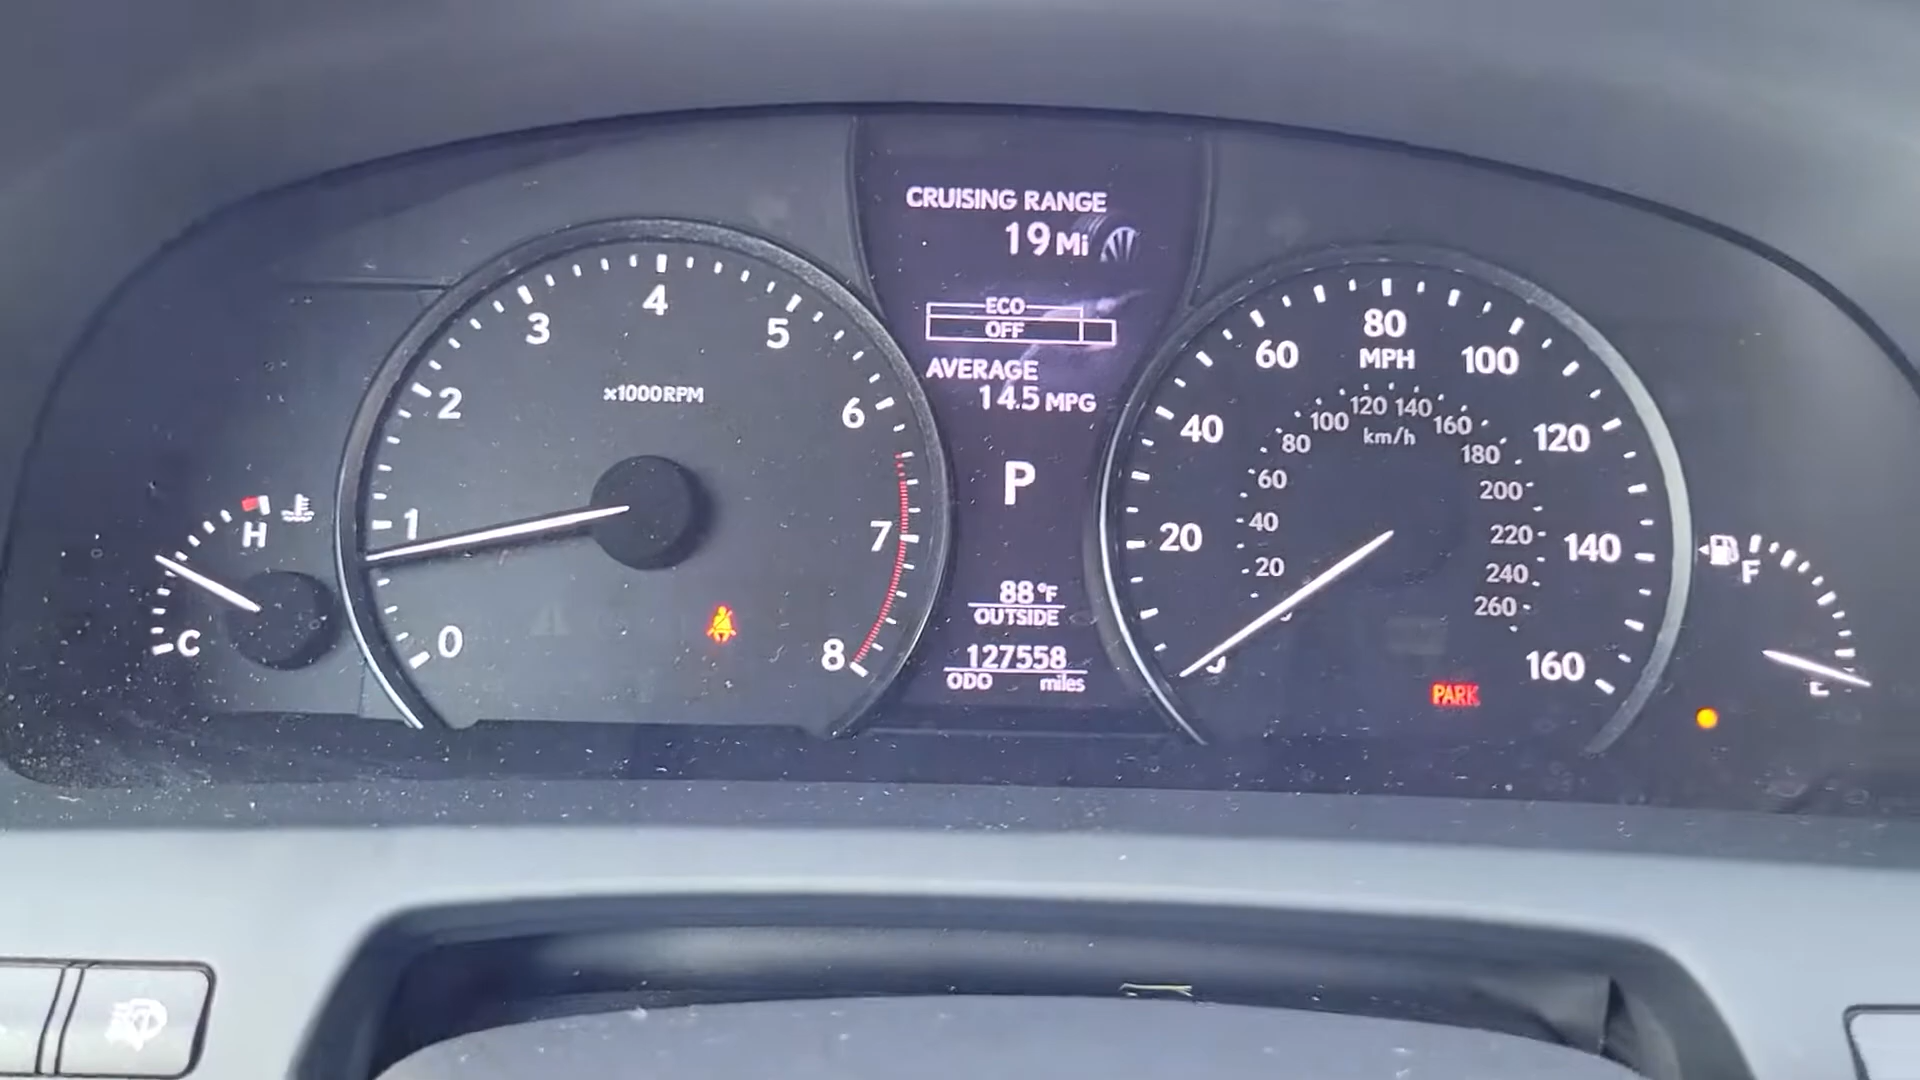 CRUISING RANGE
19 Mi
ECO
OFF
AVERAGE
14.5 MPG
P
88°F
OUTSIDE
127558
ODO miles
H
C
0
1
2
3
4
5
6
7
8
x1000RPM
0
20
40
60
80
100
120
140
160
MPH
20
40
60
80
100
120
140
160
180
200
220
240
260
km/h
PARK
F
E